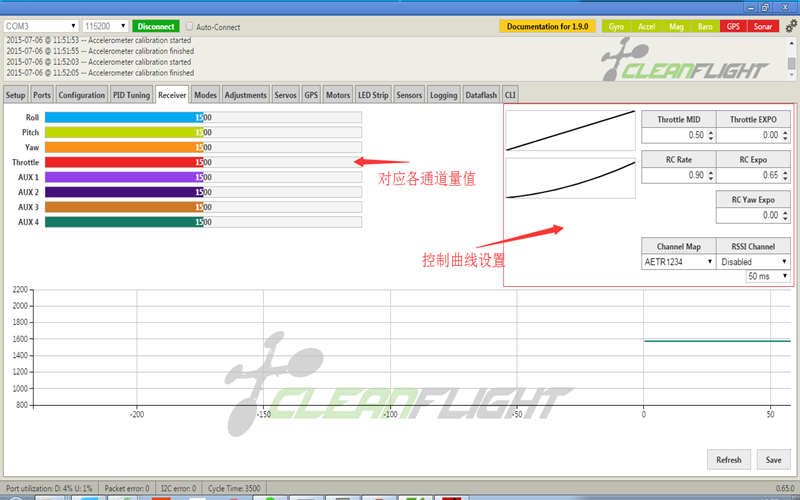 COM3 115200 Disconnect Auto-Connect Documentation for 1.9.0 Gyro Accel Mag Baro GPS Sonar
2015-07-06 @ 11:51:53 -- Accelerometer calibration started
2015-07-06 @ 11:51:55 -- Accelerometer calibration finished
2015-07-06 @ 11:52:03 -- Accelerometer calibration started
2015-07-06 @ 11:52:05 -- Accelerometer calibration finished
CLEANFLIGHT
Setup Ports Configuration PID Tuning Receiver Modes Adjustments Servos GPS Motors LED Strip Sensors Logging Dataflash CLI
Roll 1500
Pitch 1500
Yaw 1500
Throttle 1500
AUX 1 1500
AUX 2 1500
AUX 3 1500
AUX 4 1500
对应各通道量值
Throttle MID Throttle EXPO
0.50 0.00
RC Rate RC Expo
0.90 0.65
RC Yaw Expo
0.00
控制曲线设置
Channel Map RSSI Channel
AETR1234 Disabled
50 ms
2200
2000
1800
1600
1400
1200
1000
800
-200 -150 -100 -50 0 50
CLEANFLIGHT
Refresh Save
Port utilization: D: 4% U: 1% Packet error: 0 I2C error: 0 Cycle Time: 3500 0.65.0